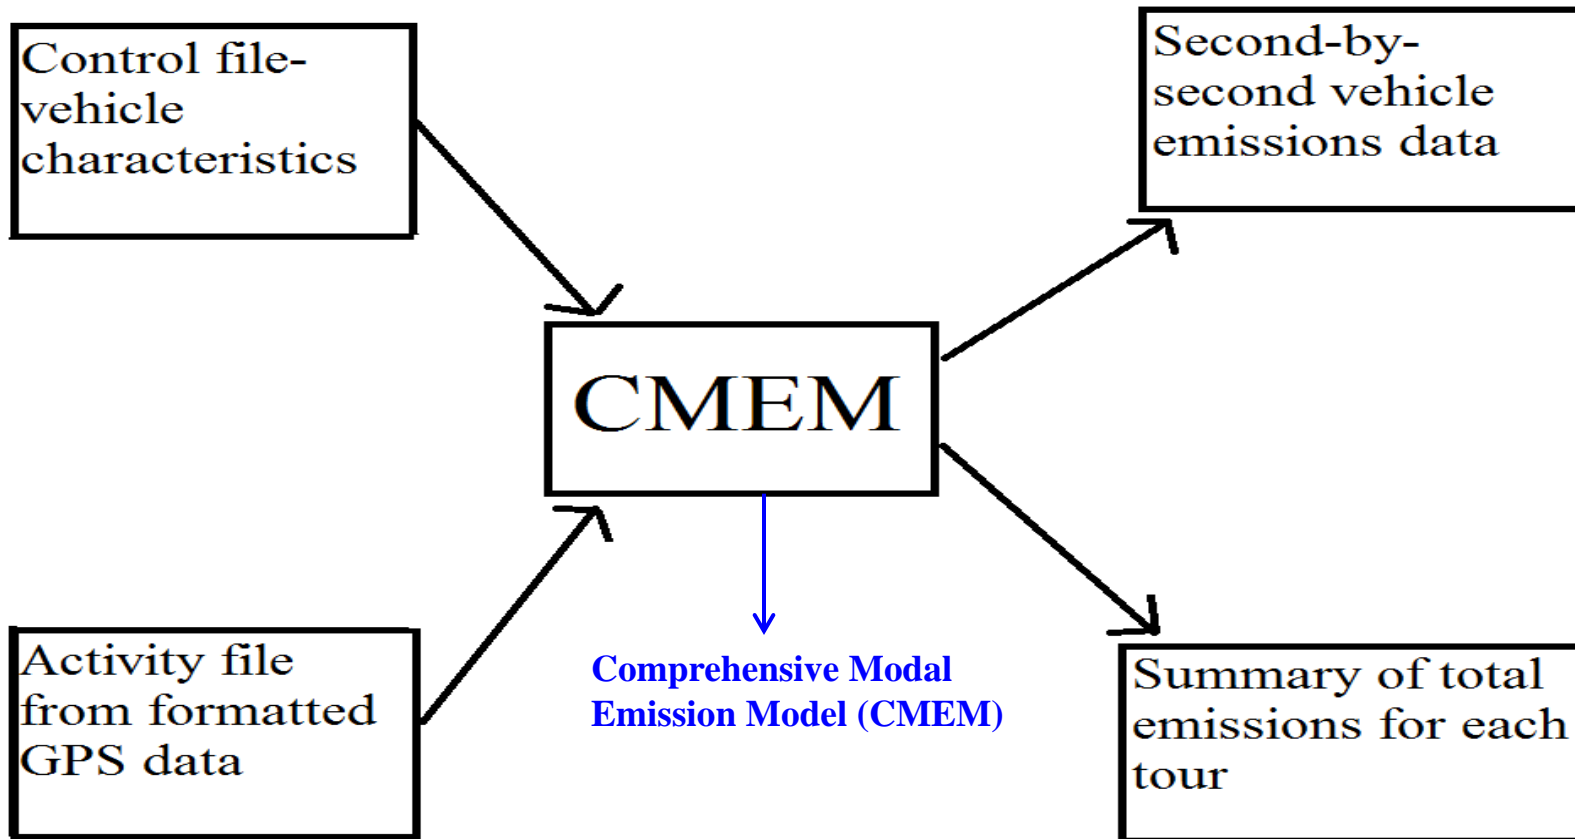 Control file-
vehicle
characteristics
Second-by-
second vehicle
emissions data
CMEM
Comprehensive Modal
Emission Model (CMEM)
Activity file
from formatted
GPS data
Summary of total
emissions for each
tour